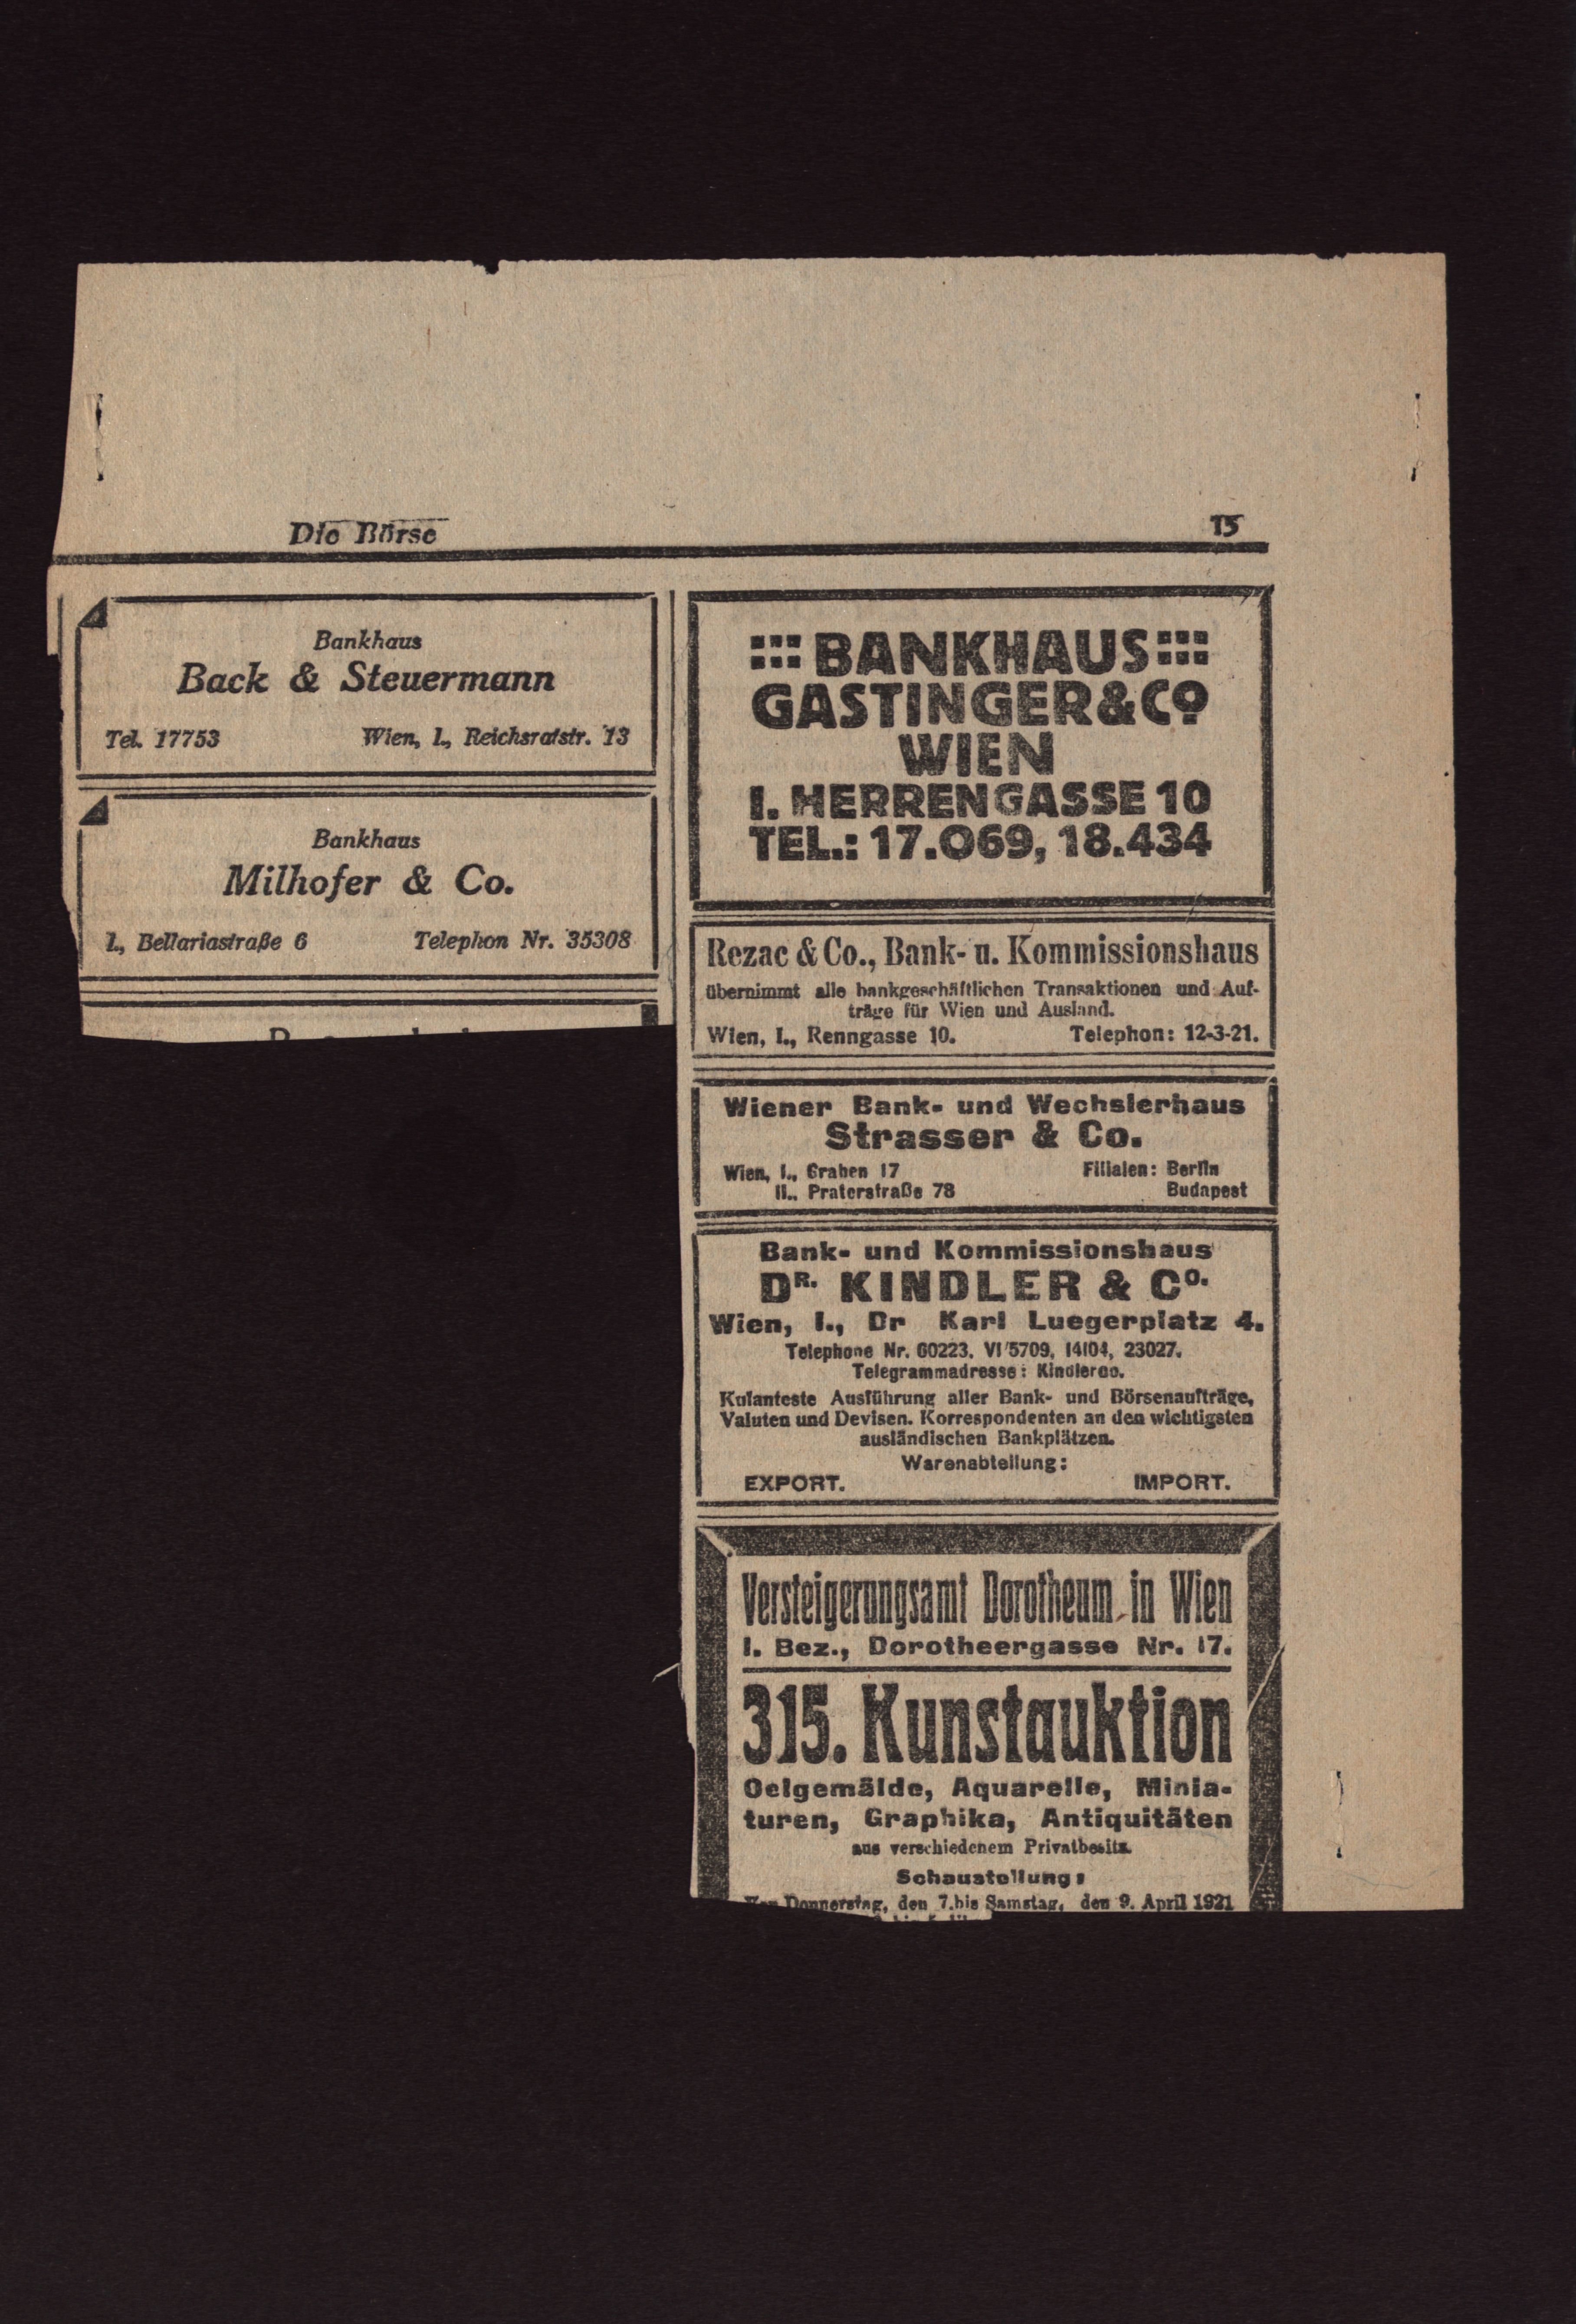 Die Börse 15
Bankhaus
Back & Steuermann
Tel. 17753 Wien, I., Reichsratstr. 13
Bankhaus
Milhofer & Co.
I., Bellariastraße 6 Telephon Nr. 35308
BANKHAUS
GASTINGER & Co
WIEN
I. HERRENGASSE 10
TEL.: 17.069, 18.434
Rezac & Co., Bank- u. Kommissionshaus
übernimmt alle bankgeschäftlichen Transaktionen und Auf-
träge für Wien und Ausland.
Wien, I., Renngasse 10. Telephon: 12-3-21.
Wiener Bank- und Wechslerhaus
Strasser & Co.
Wien, I., Graben 17 Filialen: Berlin
II., Praterstraße 78 Budapest
Bank- und Kommissionshaus
DR. KINDLER & CO.
Wien, I., Dr Karl Luegerplatz 4.
Telephone Nr. 60223, VI/5709, 14104, 23027.
Telegrammadresse: Kindlerco.
Kulanteste Ausführung aller Bank- und Börsenaufträge,
Valuten und Devisen. Korrespondenten an den wichtigsten
ausländischen Bankplätzen.
Warenabteilung:
EXPORT. IMPORT.
Versteigerungsamt Dorotheum in Wien
I. Bez., Dorotheergasse Nr. 17.
315. Kunstauktion
Oelgemälde, Aquarelle, Minia-
turen, Graphika, Antiquitäten
aus verschiedenem Privatbesitz.
Schaustellung:
Von Donnerstag, den 7. bis Samstag, den 9. April 1921